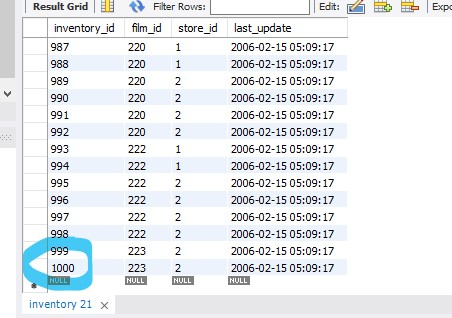 Result Grid Filter Rows: Edit: Expo
inventory_id film_id store_id last_update
987 220 1 2006-02-15 05:09:17
988 220 1 2006-02-15 05:09:17
989 220 2 2006-02-15 05:09:17
990 220 2 2006-02-15 05:09:17
991 220 2 2006-02-15 05:09:17
992 220 2 2006-02-15 05:09:17
993 222 1 2006-02-15 05:09:17
994 222 1 2006-02-15 05:09:17
995 222 2 2006-02-15 05:09:17
996 222 2 2006-02-15 05:09:17
997 222 2 2006-02-15 05:09:17
998 222 2 2006-02-15 05:09:17
999 223 2 2006-02-15 05:09:17
1000 223 2 2006-02-15 05:09:17
NULL NULL NULL NULL
inventory 21